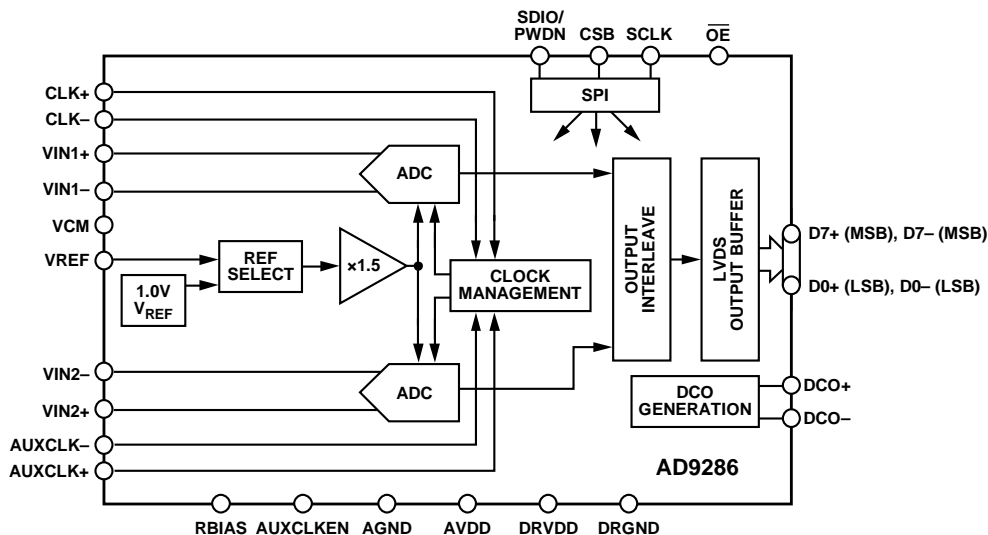 SDIO/
PWDN
CSB
SCLK
OE
CLK+
CLK–
VIN1+
VIN1–
VCM
VREF
VIN2–
VIN2+
AUXCLK–
AUXCLK+
SPI
ADC
REF
SELECT
×1.5
1.0V
VREF
CLOCK
MANAGEMENT
ADC
OUTPUT
INTERLEAVE
LVDS
OUTPUT BUFFER
D7+ (MSB), D7– (MSB)
D0+ (LSB), D0– (LSB)
DCO
GENERATION
DCO+
DCO–
AD9286
RBIAS
AUXCLKEN
AGND
AVDD
DRVDD
DRGND